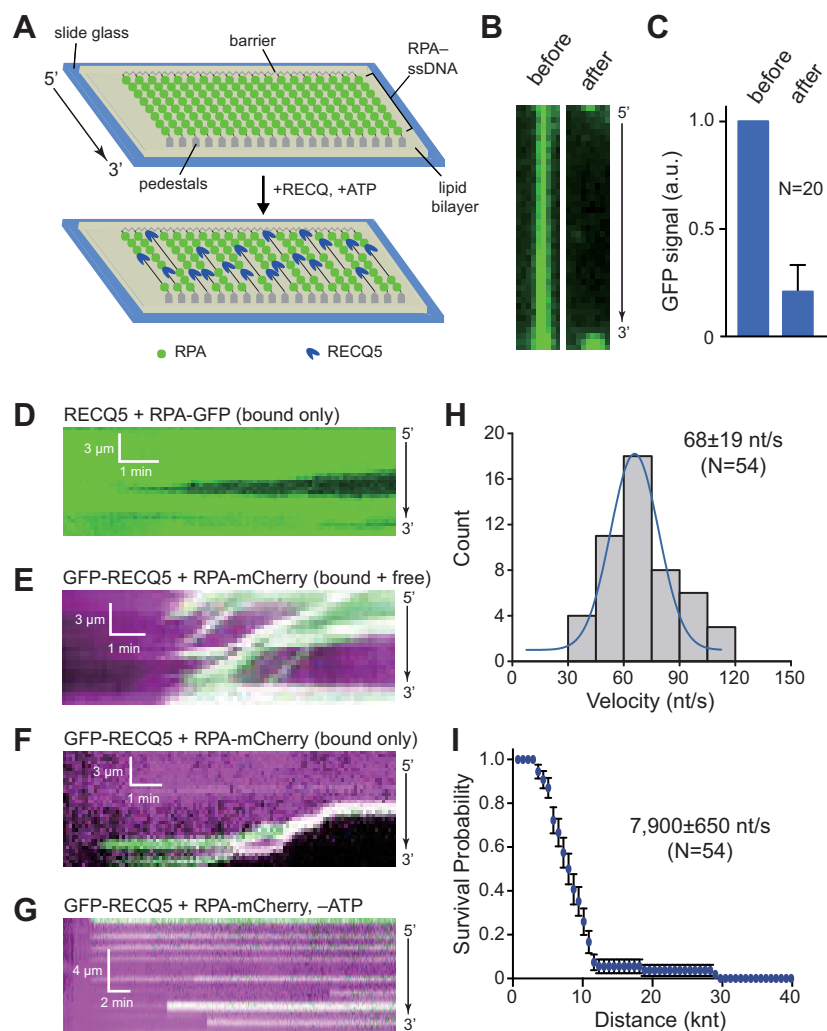 A
slide glass
barrier
RPA–
ssDNA
5’
3’
pedestals
+RECQ, +ATP
lipid
bilayer
RPA
RECQ5
B
before
after
5’
3’
C
before
after
1.0
N=20
0.5
0
GFP signal (a.u.)
D
RECQ5 + RPA-GFP (bound only)
3 µm
1 min
5’
3’
E
GFP-RECQ5 + RPA-mCherry (bound + free)
3 µm
1 min
5’
3’
F
GFP-RECQ5 + RPA-mCherry (bound only)
3 µm
1 min
5’
3’
G
GFP-RECQ5 + RPA-mCherry, –ATP
4 µm
2 min
5’
3’
H
20
16
12
8
4
0
Count
68±19 nt/s
(N=54)
0
30
60
90
120
150
Velocity (nt/s)
I
1.0
0.8
0.6
0.4
0.2
0
Survival Probability
7,900±650 nt/s
(N=54)
0
10
20
30
40
Distance (knt)